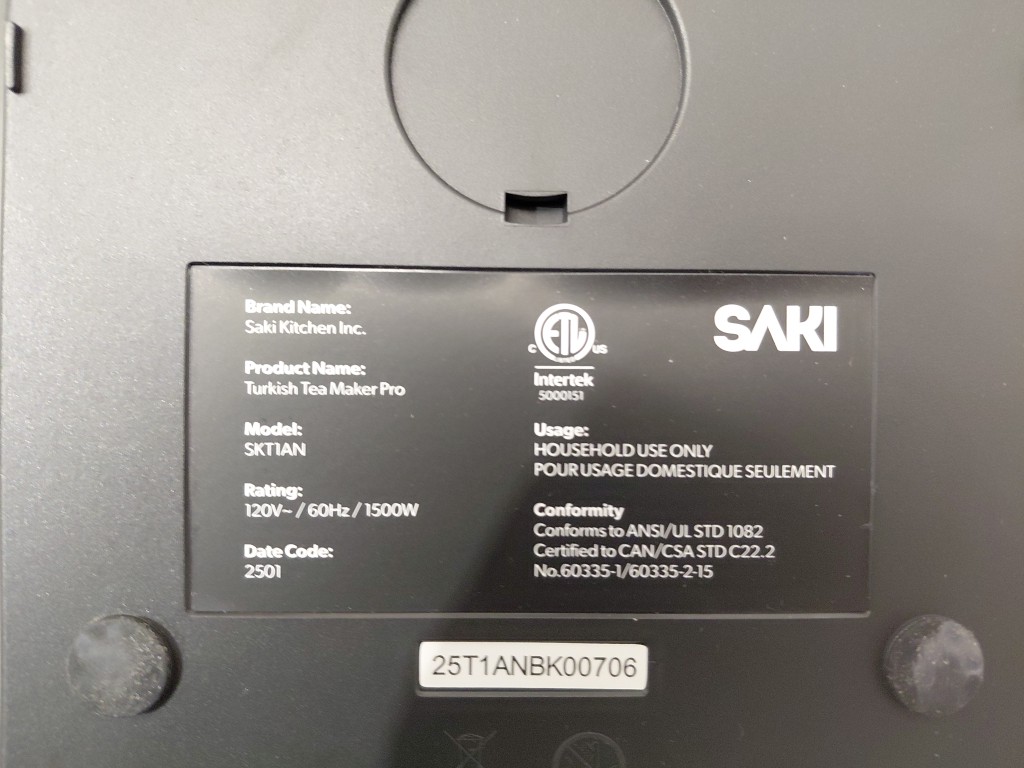 Brand Name:
Saki Kitchen Inc.
Product Name:
Turkish Tea Maker Pro
Model:
SKT1AN
Rating:
120V~ / 60Hz / 1500W
Date Code:
2501
ETL
C US
Intertek
5000151
SAKI
Usage:
HOUSEHOLD USE ONLY
POUR USAGE DOMESTIQUE SEULEMENT
Conformity
Conforms to ANSI/UL STD 1082
Certified to CAN/CSA STD C22.2
No.60335-1/60335-2-15
25T1ANBK00706